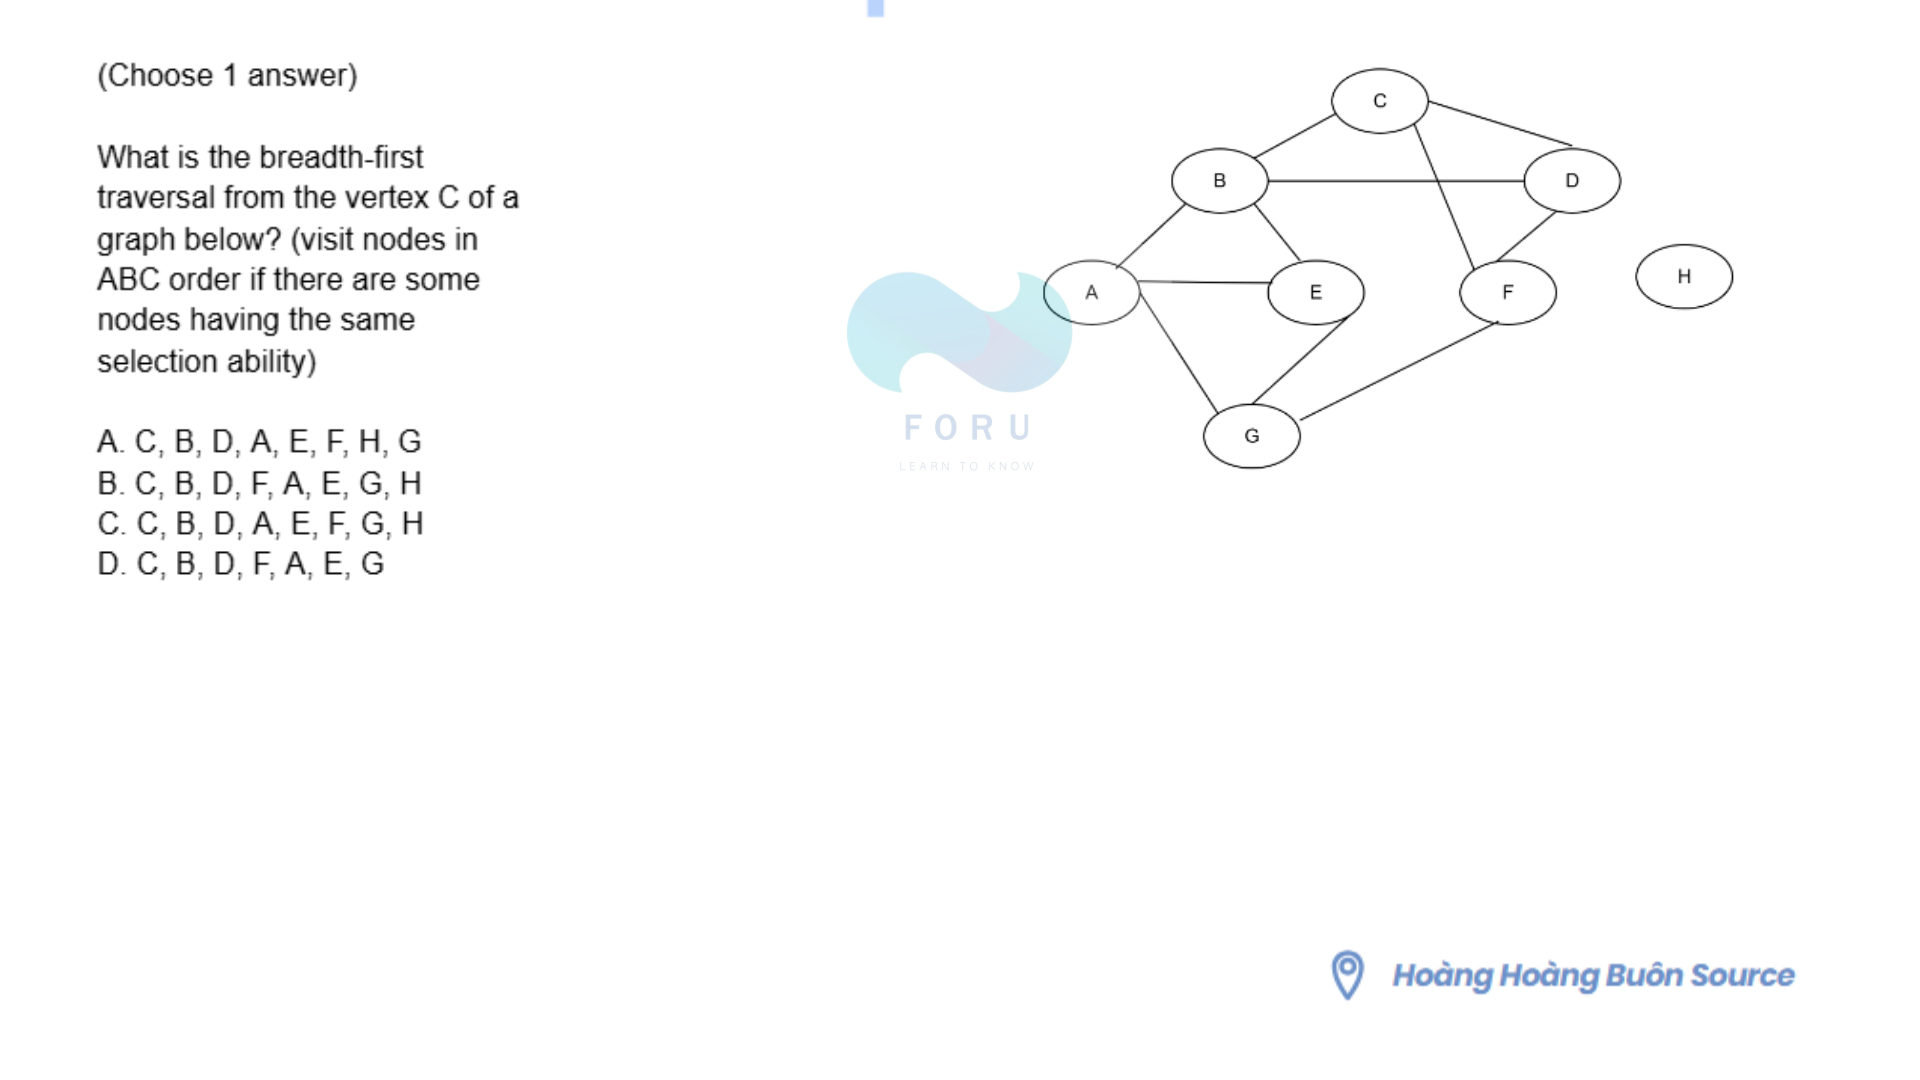 (Choose 1 answer)
What is the breadth-first
traversal from the vertex C of a
graph below? (visit nodes in
ABC order if there are some
nodes having the same
selection ability)
A. C, B, D, A, E, F, H, G
B. C, B, D, F, A, E, G, H
C. C, B, D, A, E, F, G, H
D. C, B, D, F, A, E, G
C
B
D
A
E
F
H
G
FORU
LEARN TO KNOW
Hoàng Hoàng Buôn Source